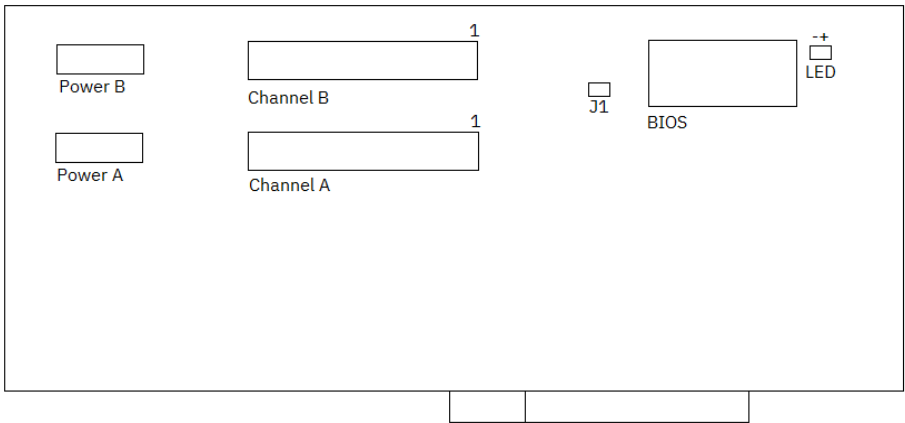 1
-+
Power B
Channel B
J1
LED
BIOS
1
Power A
Channel A